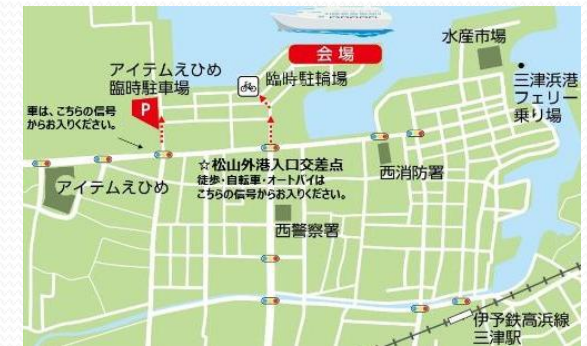 会場
水産市場
アイテムえひめ
臨時駐車場
臨時駐輪場
三津浜港
フェリー
乗り場
P
車は、こちらの信号
からお入りください。
☆松山外港入口交差点
徒歩・自転車・オートバイは
こちらの信号からお入りください。
西消防署
アイテムえひめ
西警察署
伊予鉄高浜線
三津駅